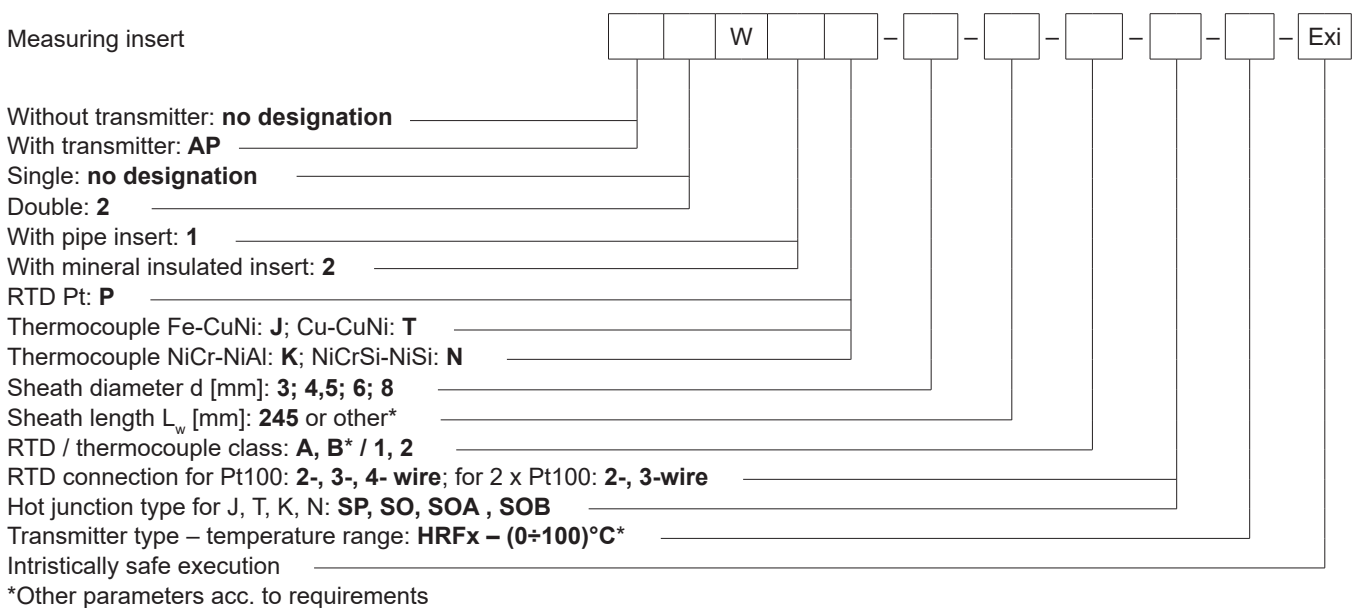 Measuring insert W – – – – – – Exi
Without transmitter: no designation
With transmitter: AP
Single: no designation
Double: 2
With pipe insert: 1
With mineral insulated insert: 2
RTD Pt: P
Thermocouple Fe-CuNi: J; Cu-CuNi: T
Thermocouple NiCr-NiAl: K; NiCrSi-NiSi: N
Sheath diameter d [mm]: 3; 4,5; 6; 8
Sheath length Lw [mm]: 245 or other*
RTD / thermocouple class: A, B* / 1, 2
RTD connection for Pt100: 2-, 3-, 4- wire; for 2 x Pt100: 2-, 3-wire
Hot junction type for J, T, K, N: SP, SO, SOA , SOB
Transmitter type – temperature range: HRFx – (0÷100)°C*
Intristically safe execution
*Other parameters acc. to requirements